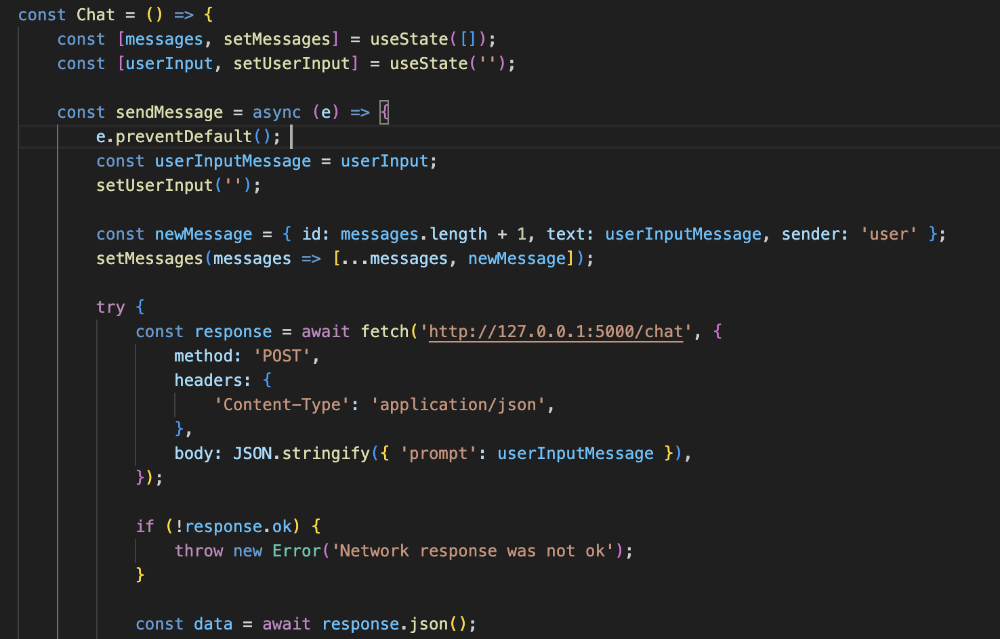 const Chat = () => {
    const [messages, setMessages] = useState([]);
    const [userInput, setUserInput] = useState('');

    const sendMessage = async (e) => {
        e.preventDefault();
        const userInputMessage = userInput;
        setUserInput('');

        const newMessage = { id: messages.length + 1, text: userInputMessage, sender: 'user' };
        setMessages(messages => [...messages, newMessage]);

        try {
            const response = await fetch('http://127.0.0.1:5000/chat', {
                method: 'POST',
                headers: {
                    'Content-Type': 'application/json',
                },
                body: JSON.stringify({ 'prompt': userInputMessage }),
            });

            if (!response.ok) {
                throw new Error('Network response was not ok');
            }

            const data = await response.json();